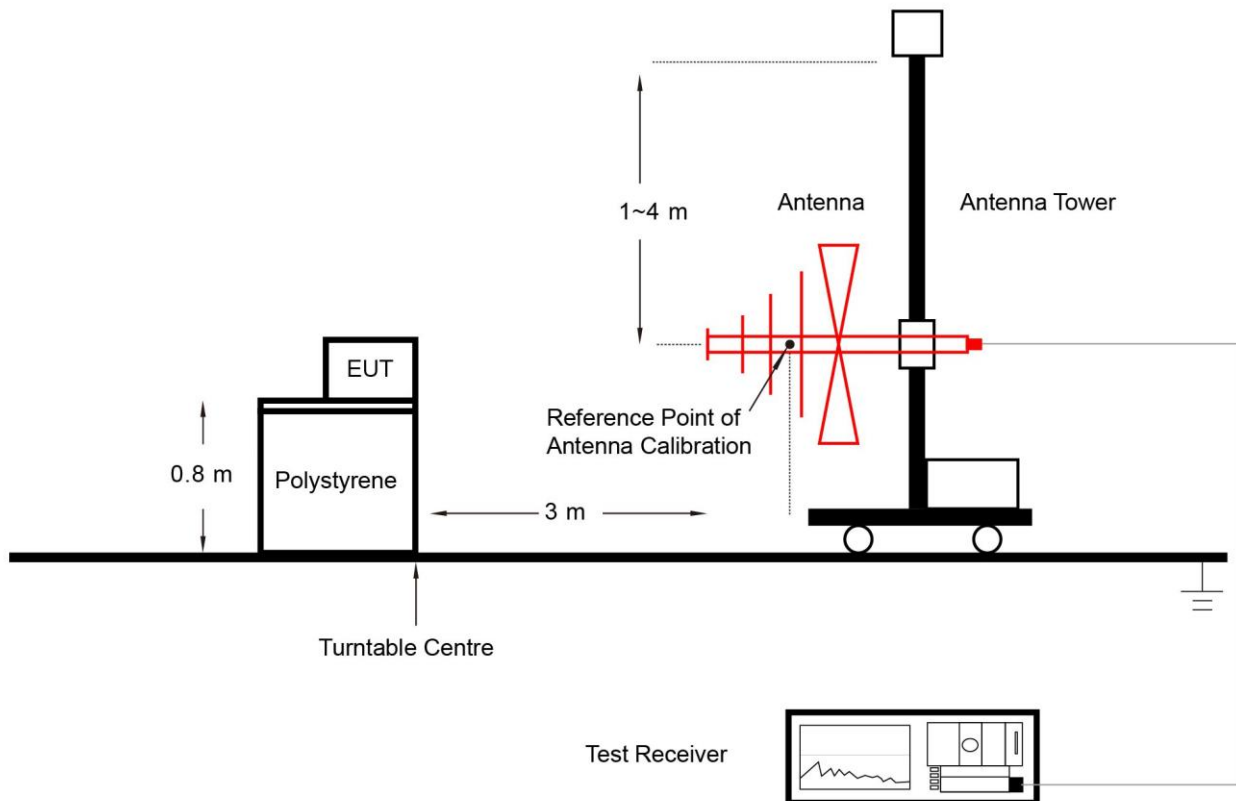 1~4 m
Antenna
Antenna Tower
EUT
Reference Point of
Antenna Calibration
0.8 m
Polystyrene
3 m
Turntable Centre
Test Receiver